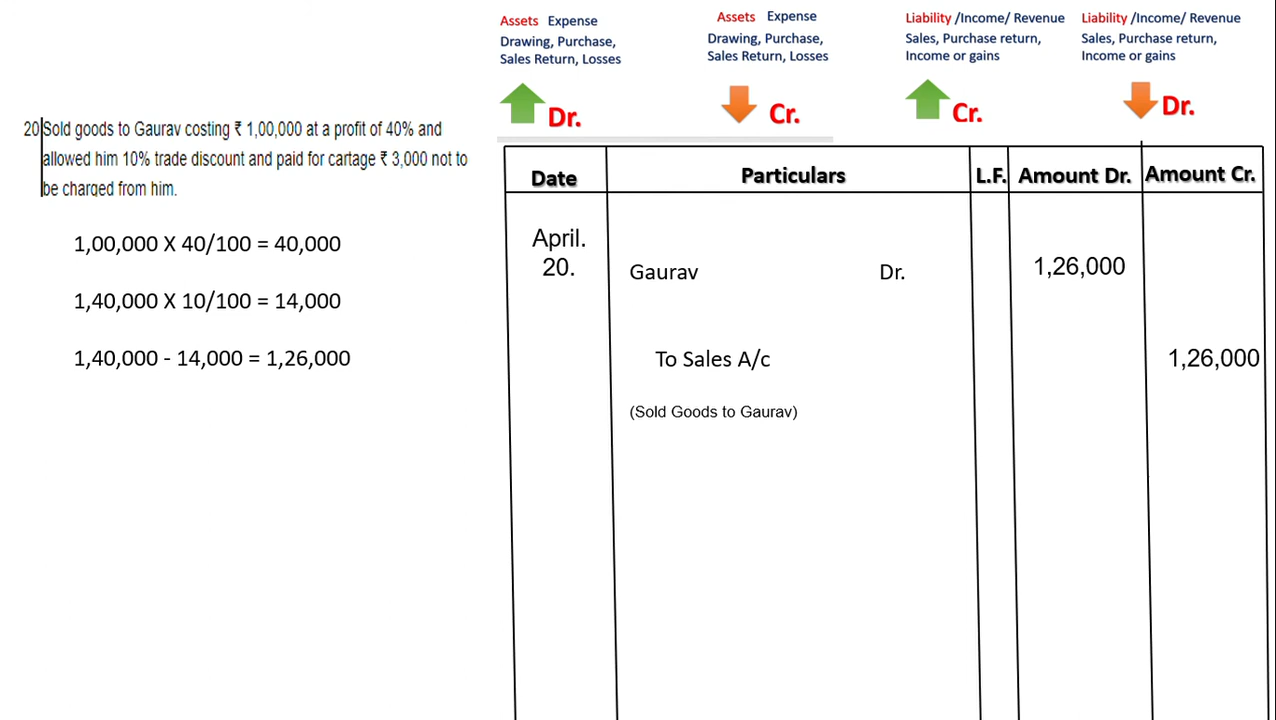 Assets Expense
Drawing, Purchase,
Sales Return, Losses
Dr.
Assets Expense
Drawing, Purchase,
Sales Return, Losses
Cr.
Liability /Income/ Revenue
Sales, Purchase return,
Income or gains
Cr.
Liability /Income/ Revenue
Sales, Purchase return,
Income or gains
Dr.
20 Sold goods to Gaurav costing ₹ 1,00,000 at a profit of 40% and
allowed him 10% trade discount and paid for cartage ₹ 3,000 not to
be charged from him.
1,00,000 X 40/100 = 40,000
1,40,000 X 10/100 = 14,000
1,40,000 - 14,000 = 1,26,000
Date Particulars L.F. Amount Dr. Amount Cr.
April.
20. Gaurav Dr. 1,26,000
To Sales A/c 1,26,000
(Sold Goods to Gaurav)